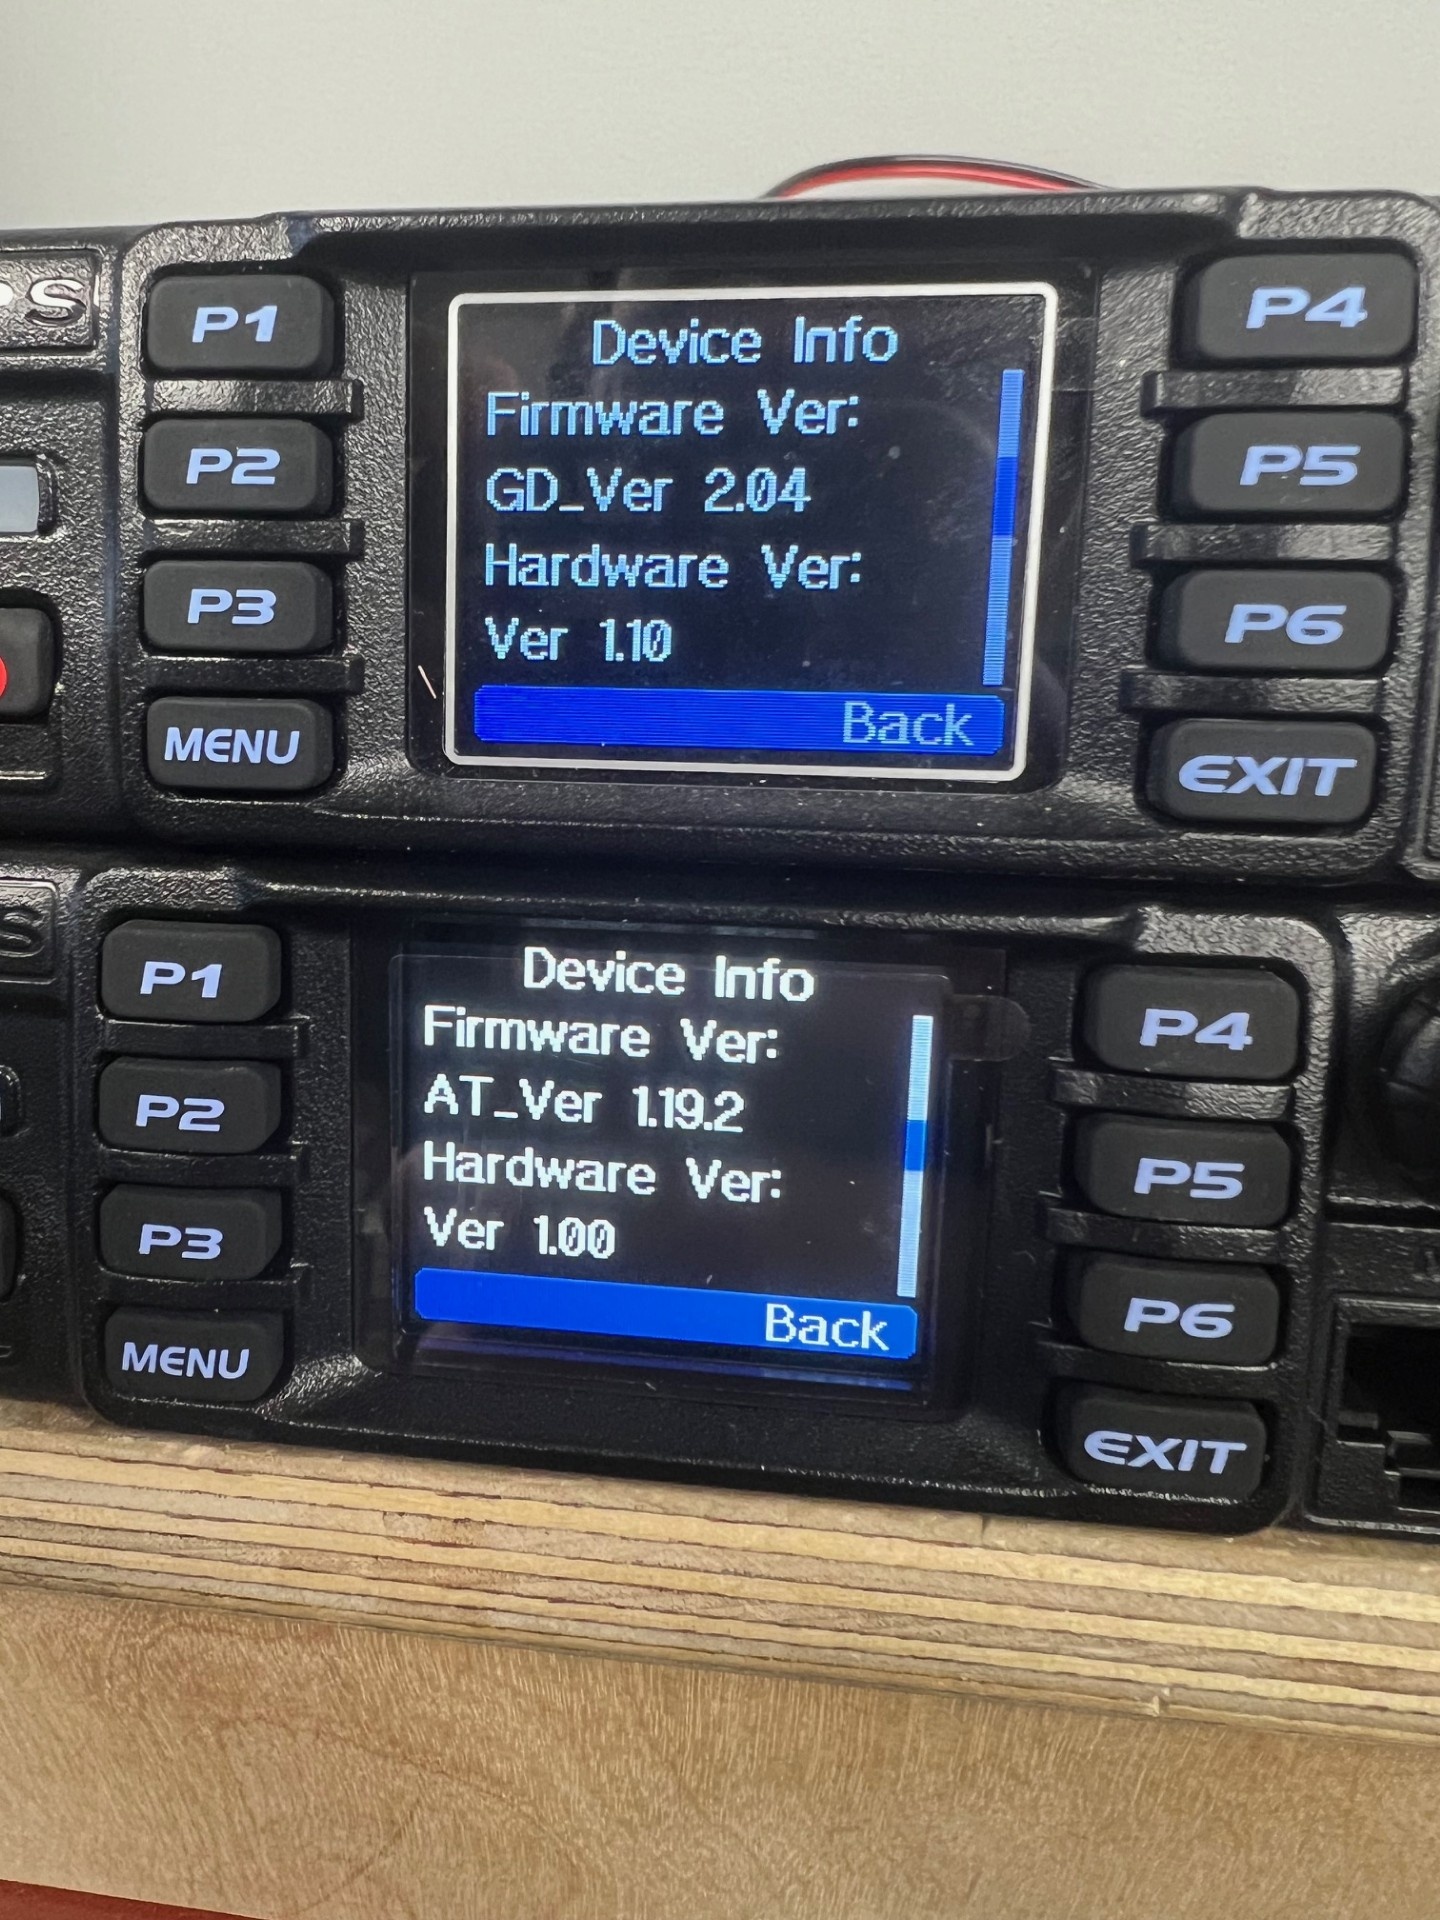 PS
P1
P2
P3
MENU
Device Info
Firmware Ver:
GD_Ver 2.04
Hardware Ver:
Ver 1.10
Back
P4
P5
P6
EXIT
S
P1
P2
P3
MENU
Device Info
Firmware Ver:
AT_Ver 1.19.2
Hardware Ver:
Ver 1.00
Back
P4
P5
P6
EXIT